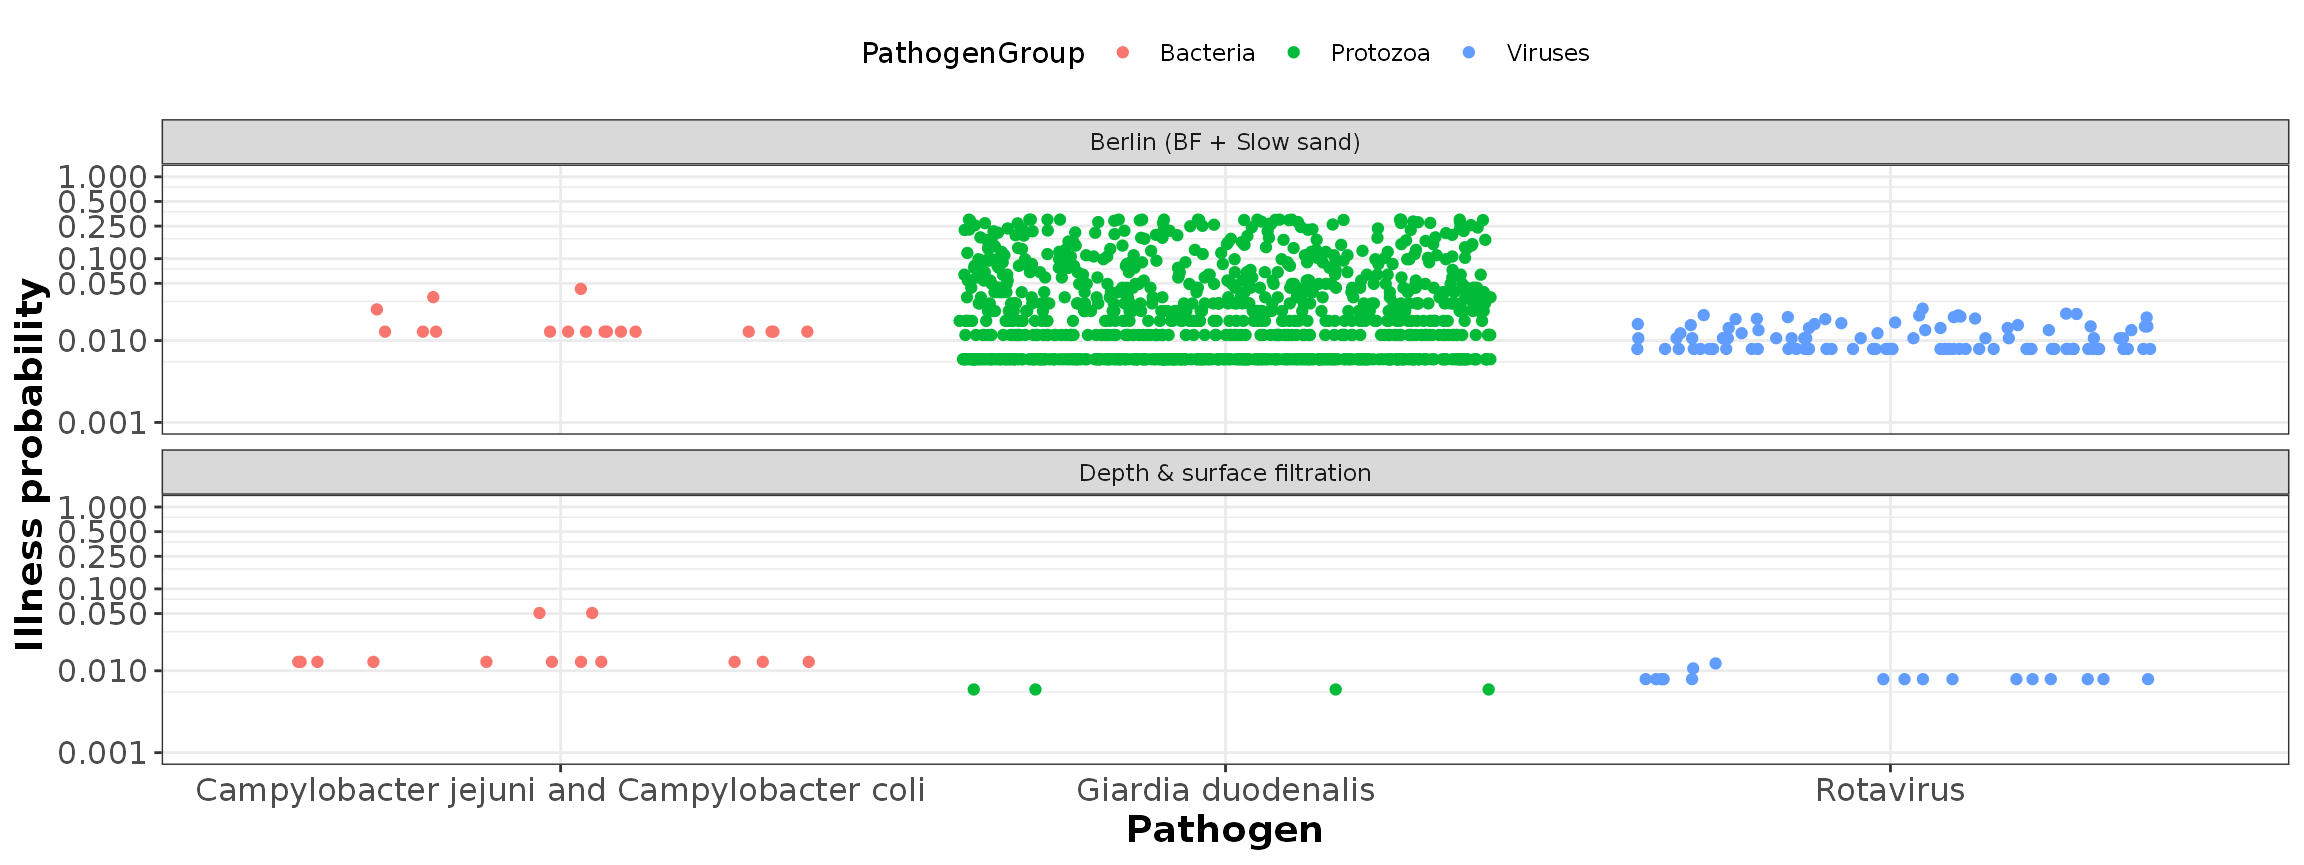 PathogenGroup Bacteria Protozoa Viruses
Berlin (BF + Slow sand)
1.000
0.500
0.250
0.100
0.050
0.010
0.001
Depth & surface filtration
1.000
0.500
0.250
0.100
0.050
0.010
0.001
Illness probability
Campylobacter jejuni and Campylobacter coli Giardia duodenalis Rotavirus
Pathogen